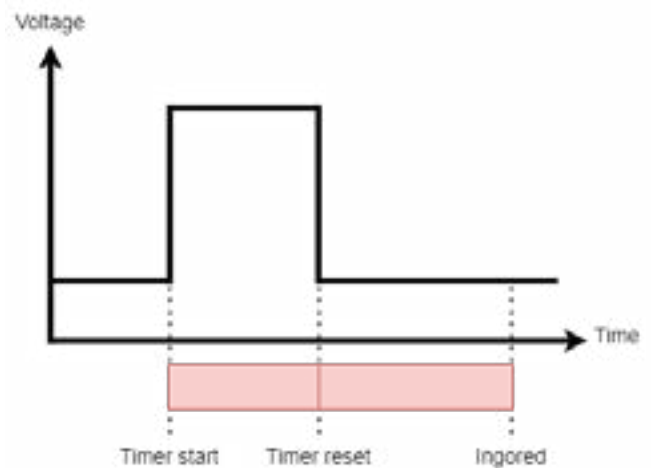 Voltage
Time
Timer start
Timer reset
Ingored